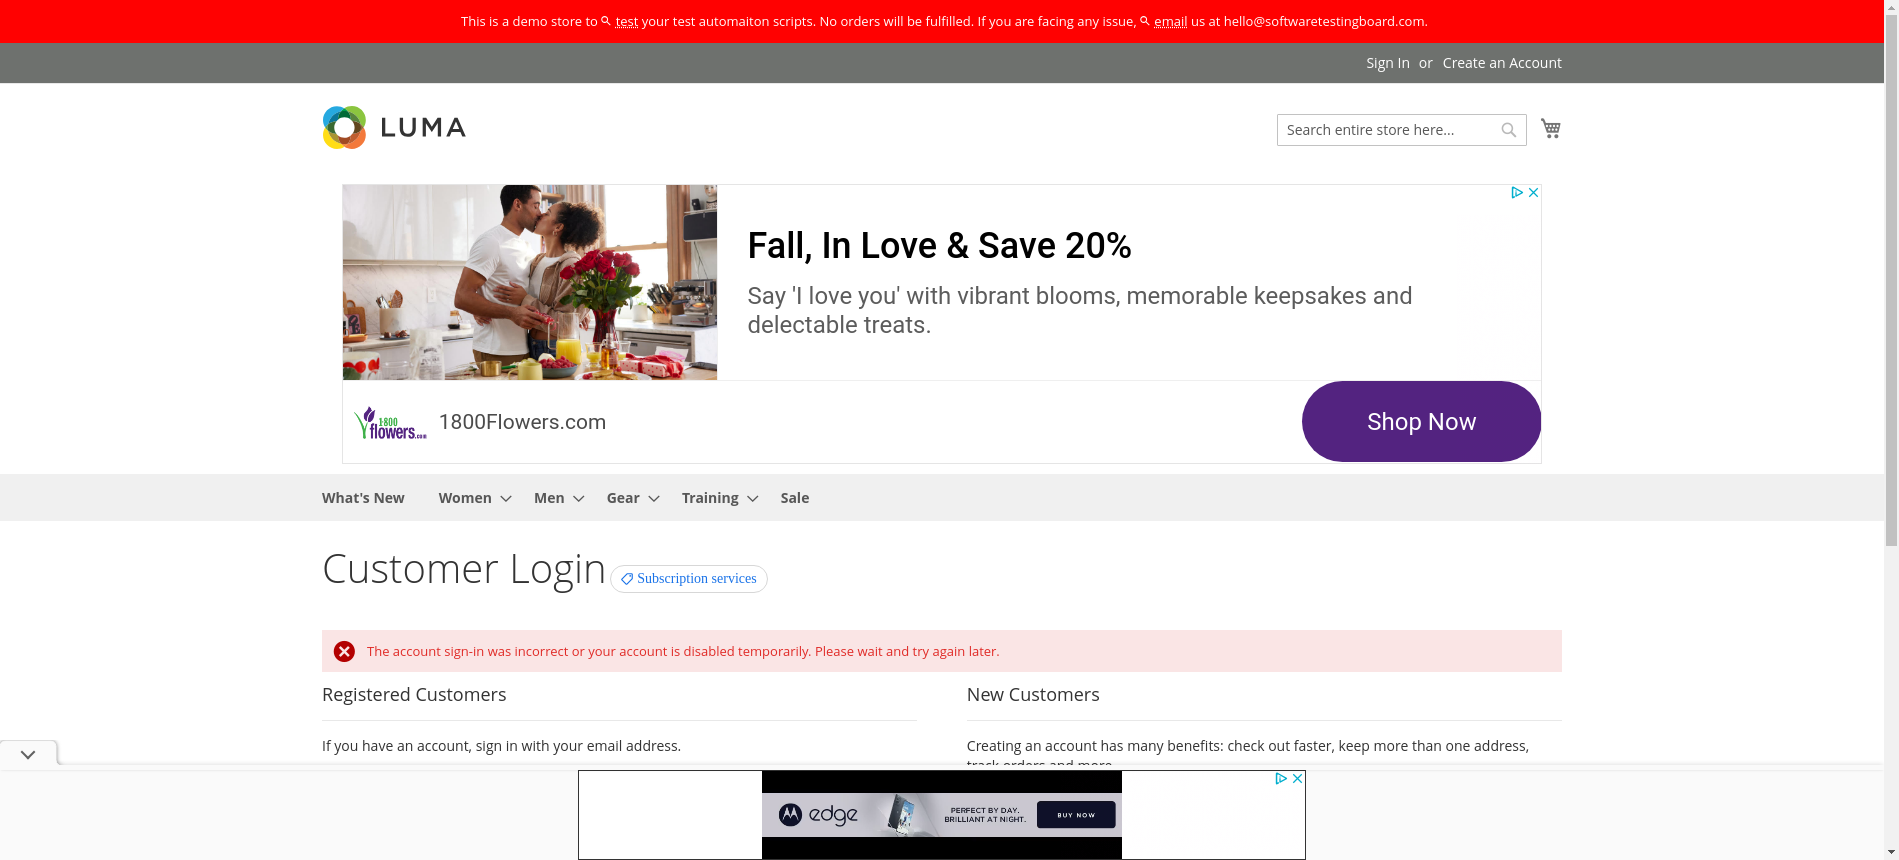 This is a demo store to test your test automaiton scripts. No orders will be fulfilled. If you are facing any issue, email us at hello@softwaretestingboard.com.
Sign In or Create an Account
LUMA
Search entire store here...
Fall, In Love & Save 20%
Say 'I love you' with vibrant blooms, memorable keepsakes and
delectable treats.
1-800
flowers.com
1800Flowers.com
Shop Now
What's New Women Men Gear Training Sale
Customer Login
Subscription services
The account sign-in was incorrect or your account is disabled temporarily. Please wait and try again later.
Registered Customers
New Customers
If you have an account, sign in with your email address.
Creating an account has many benefits: check out faster, keep more than one address,
track orders and more.
edge
PERFECT BY DAY.
BRILLIANT AT NIGHT.
BUY NOW